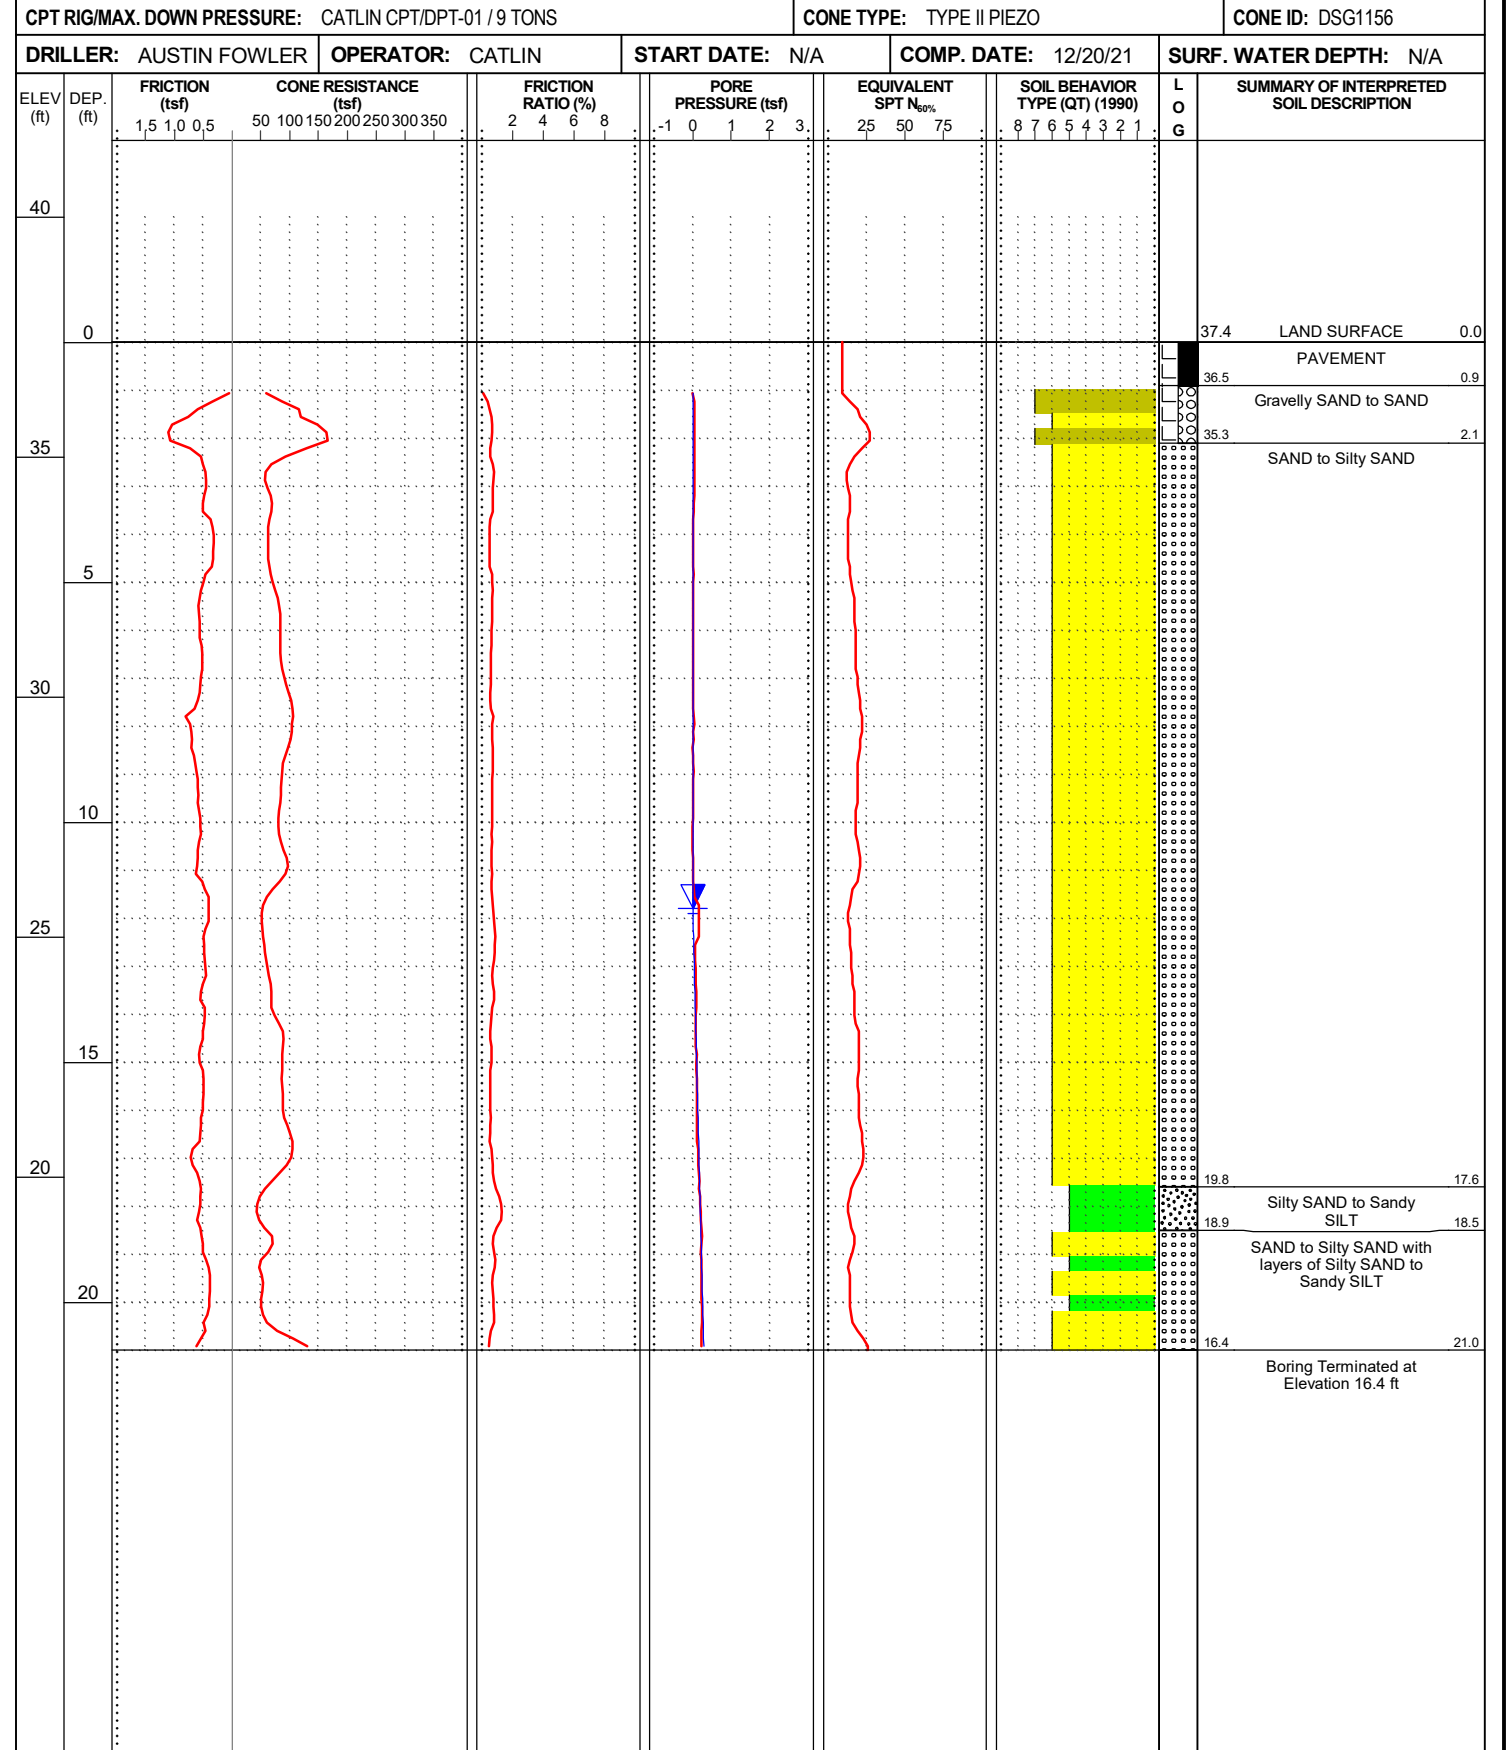 CPT RIG/MAX. DOWN PRESSURE: CATLIN CPT/DPT-01 / 9 TONS CONE TYPE: TYPE II PIEZO CONE ID: DSG1156
DRILLER: AUSTIN FOWLER OPERATOR: CATLIN START DATE: N/A COMP. DATE: 12/20/21 SURF. WATER DEPTH: N/A
ELEV
(ft)
DEP.
(ft)
FRICTION
(tsf)
1.5 1.0 0.5
CONE RESISTANCE
(tsf)
50 100 150 200 250 300 350
FRICTION
RATIO (%)
2 4 6 8
PORE
PRESSURE (tsf)
-1 0 1 2 3
EQUIVALENT
SPT N60%
25 50 75
SOIL BEHAVIOR
TYPE (QT) (1990)
8 7 6 5 4 3 2 1
L
O
G
SUMMARY OF INTERPRETED
SOIL DESCRIPTION
40
0
37.4 LAND SURFACE 0.0
PAVEMENT
36.5 0.9
Gravelly SAND to SAND
35.3 2.1
35
SAND to Silty SAND
5
30
10
25
15
20
19.8 17.6
Silty SAND to Sandy
SILT
18.9 18.5
SAND to Silty SAND with
layers of Silty SAND to
Sandy SILT
20
16.4 21.0
Boring Terminated at
Elevation 16.4 ft